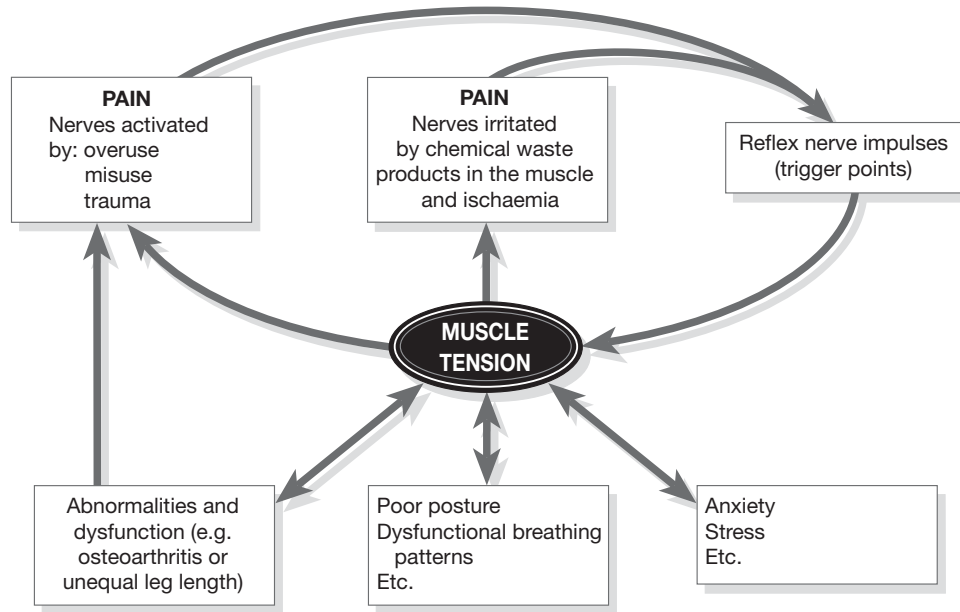 PAIN
Nerves activated
by: overuse
misuse
trauma
PAIN
Nerves irritated
by chemical waste
products in the muscle
and ischaemia
Reflex nerve impulses
(trigger points)
MUSCLE
TENSION
Abnormalities and
dysfunction (e.g.
osteoarthritis or
unequal leg length)
Poor posture
Dysfunctional breathing
patterns
Etc.
Anxiety
Stress
Etc.